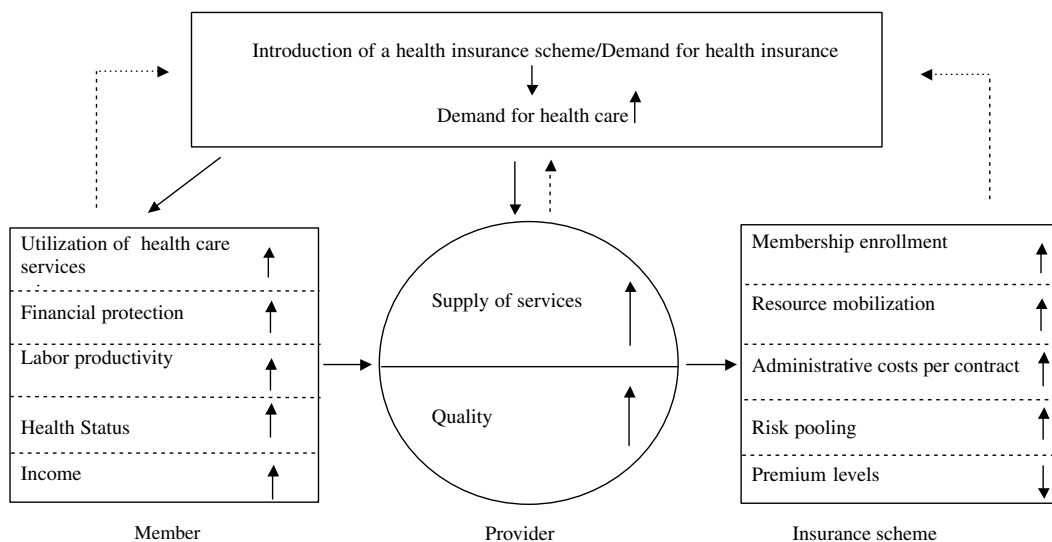 Introduction of a health insurance scheme/Demand for health insurance
Demand for health care
Utilization of health care
services
Financial protection
Labor productivity
Health Status
Income
Member
Supply of services
Quality
Provider
Membership enrollment
Resource mobilization
Administrative costs per contract
Risk pooling
Premium levels
Insurance scheme